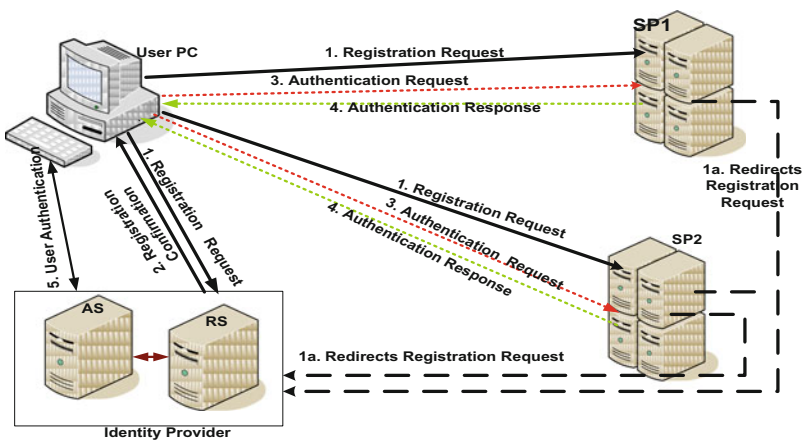 User PC
SP1
1. Registration Request
3. Authentication Request
4. Authentication Response
1a. Redirects
Registration
Request
1. Registration Request
3. Authentication Request
4. Authentication Response
SP2
1. Registration Request
2. Registration
Confirmation
5. User Authentication
AS
RS
1a. Redirects Registration Request
Identity Provider